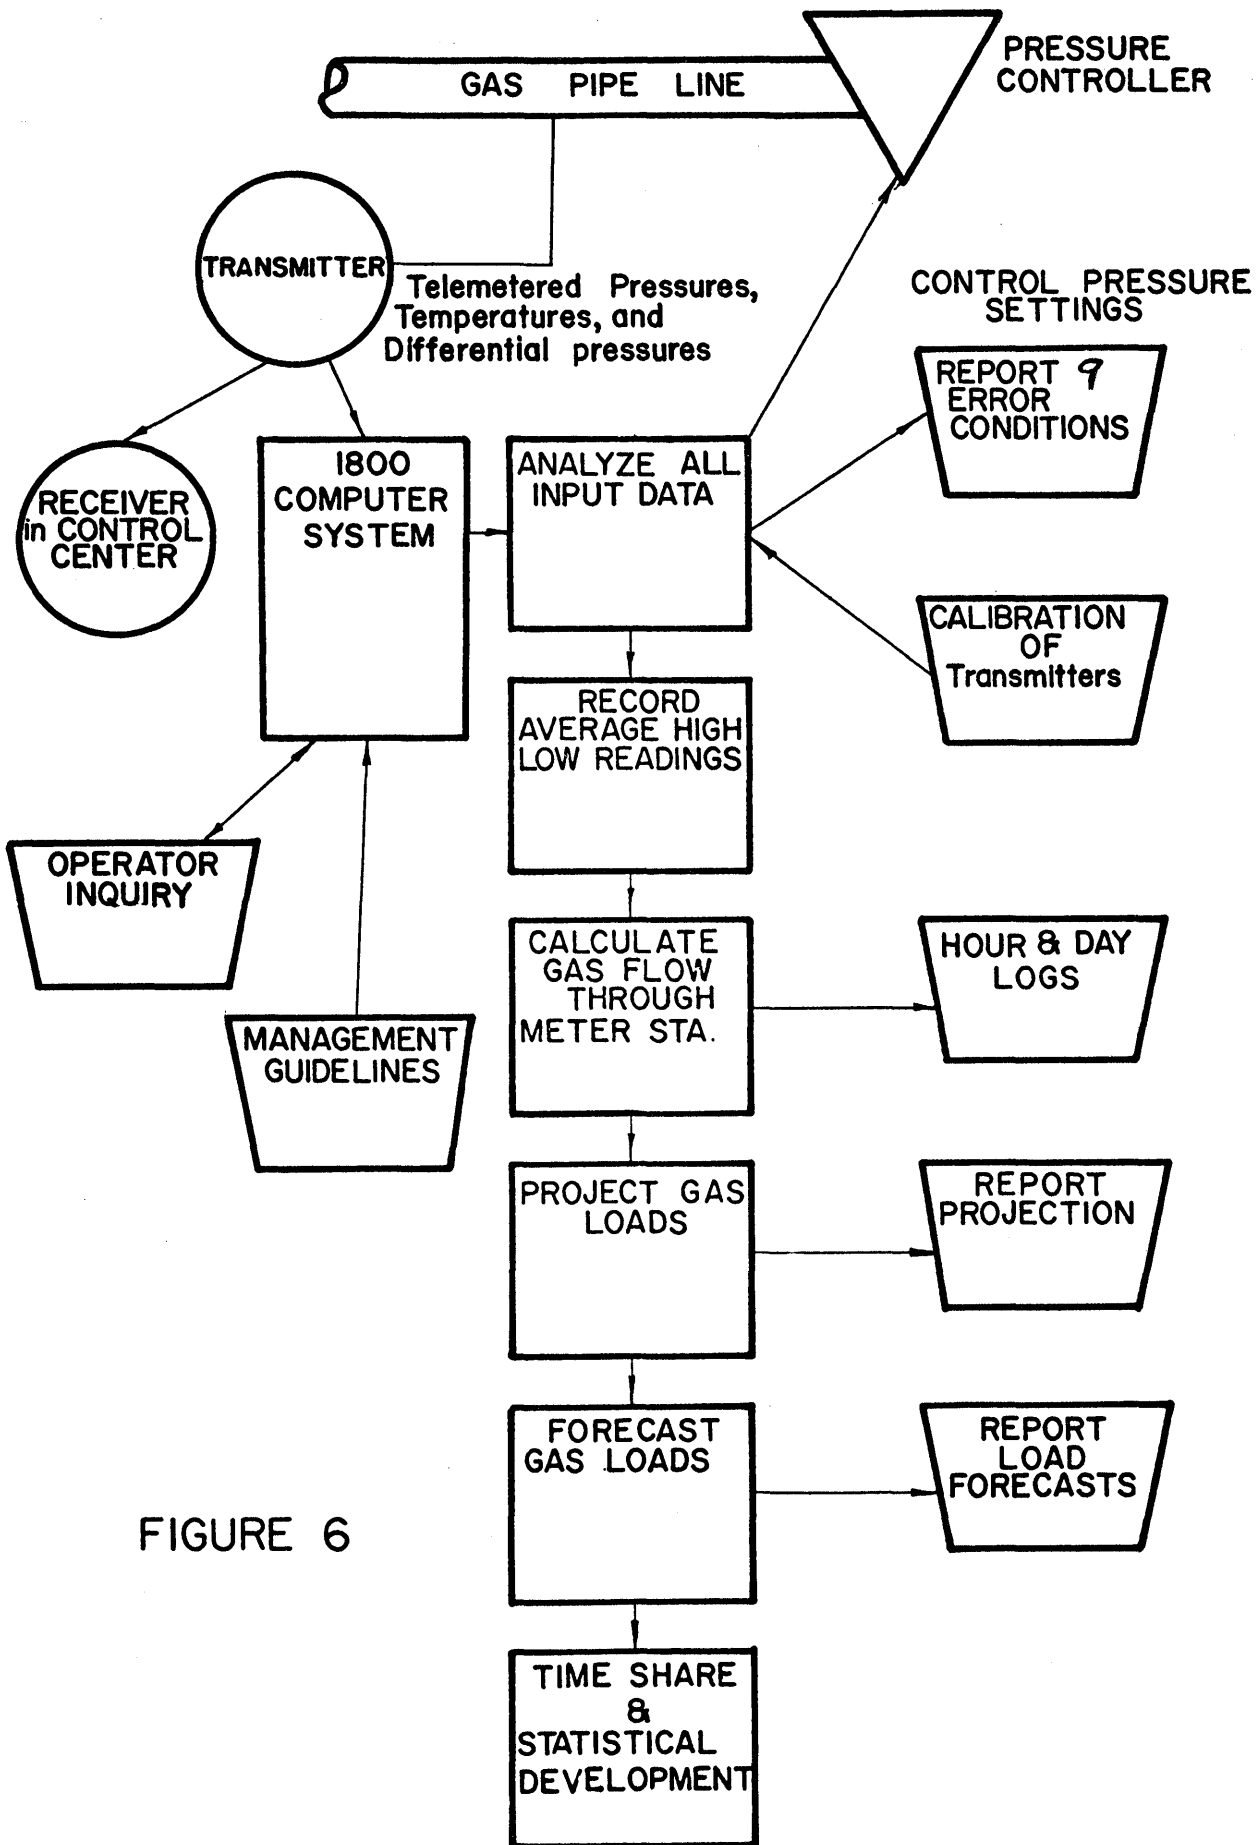 PRESSURE
CONTROLLER
GAS PIPE LINE
TRANSMITTER
Telemetered Pressures,
Temperatures, and
Differential pressures
CONTROL PRESSURE
SETTINGS
REPORT 9
ERROR
CONDITIONS
1800
COMPUTER
SYSTEM
ANALYZE ALL
INPUT DATA
RECEIVER
in CONTROL
CENTER
CALIBRATION
OF
Transmitters
RECORD
AVERAGE HIGH
LOW READINGS
OPERATOR
INQUIRY
CALCULATE
GAS FLOW
THROUGH
METER STA.
HOUR & DAY
LOGS
MANAGEMENT
GUIDELINES
PROJECT GAS
LOADS
REPORT
PROJECTION
FORECAST
GAS LOADS
REPORT
LOAD
FORECASTS
FIGURE 6
TIME SHARE
&
STATISTICAL
DEVELOPMENT